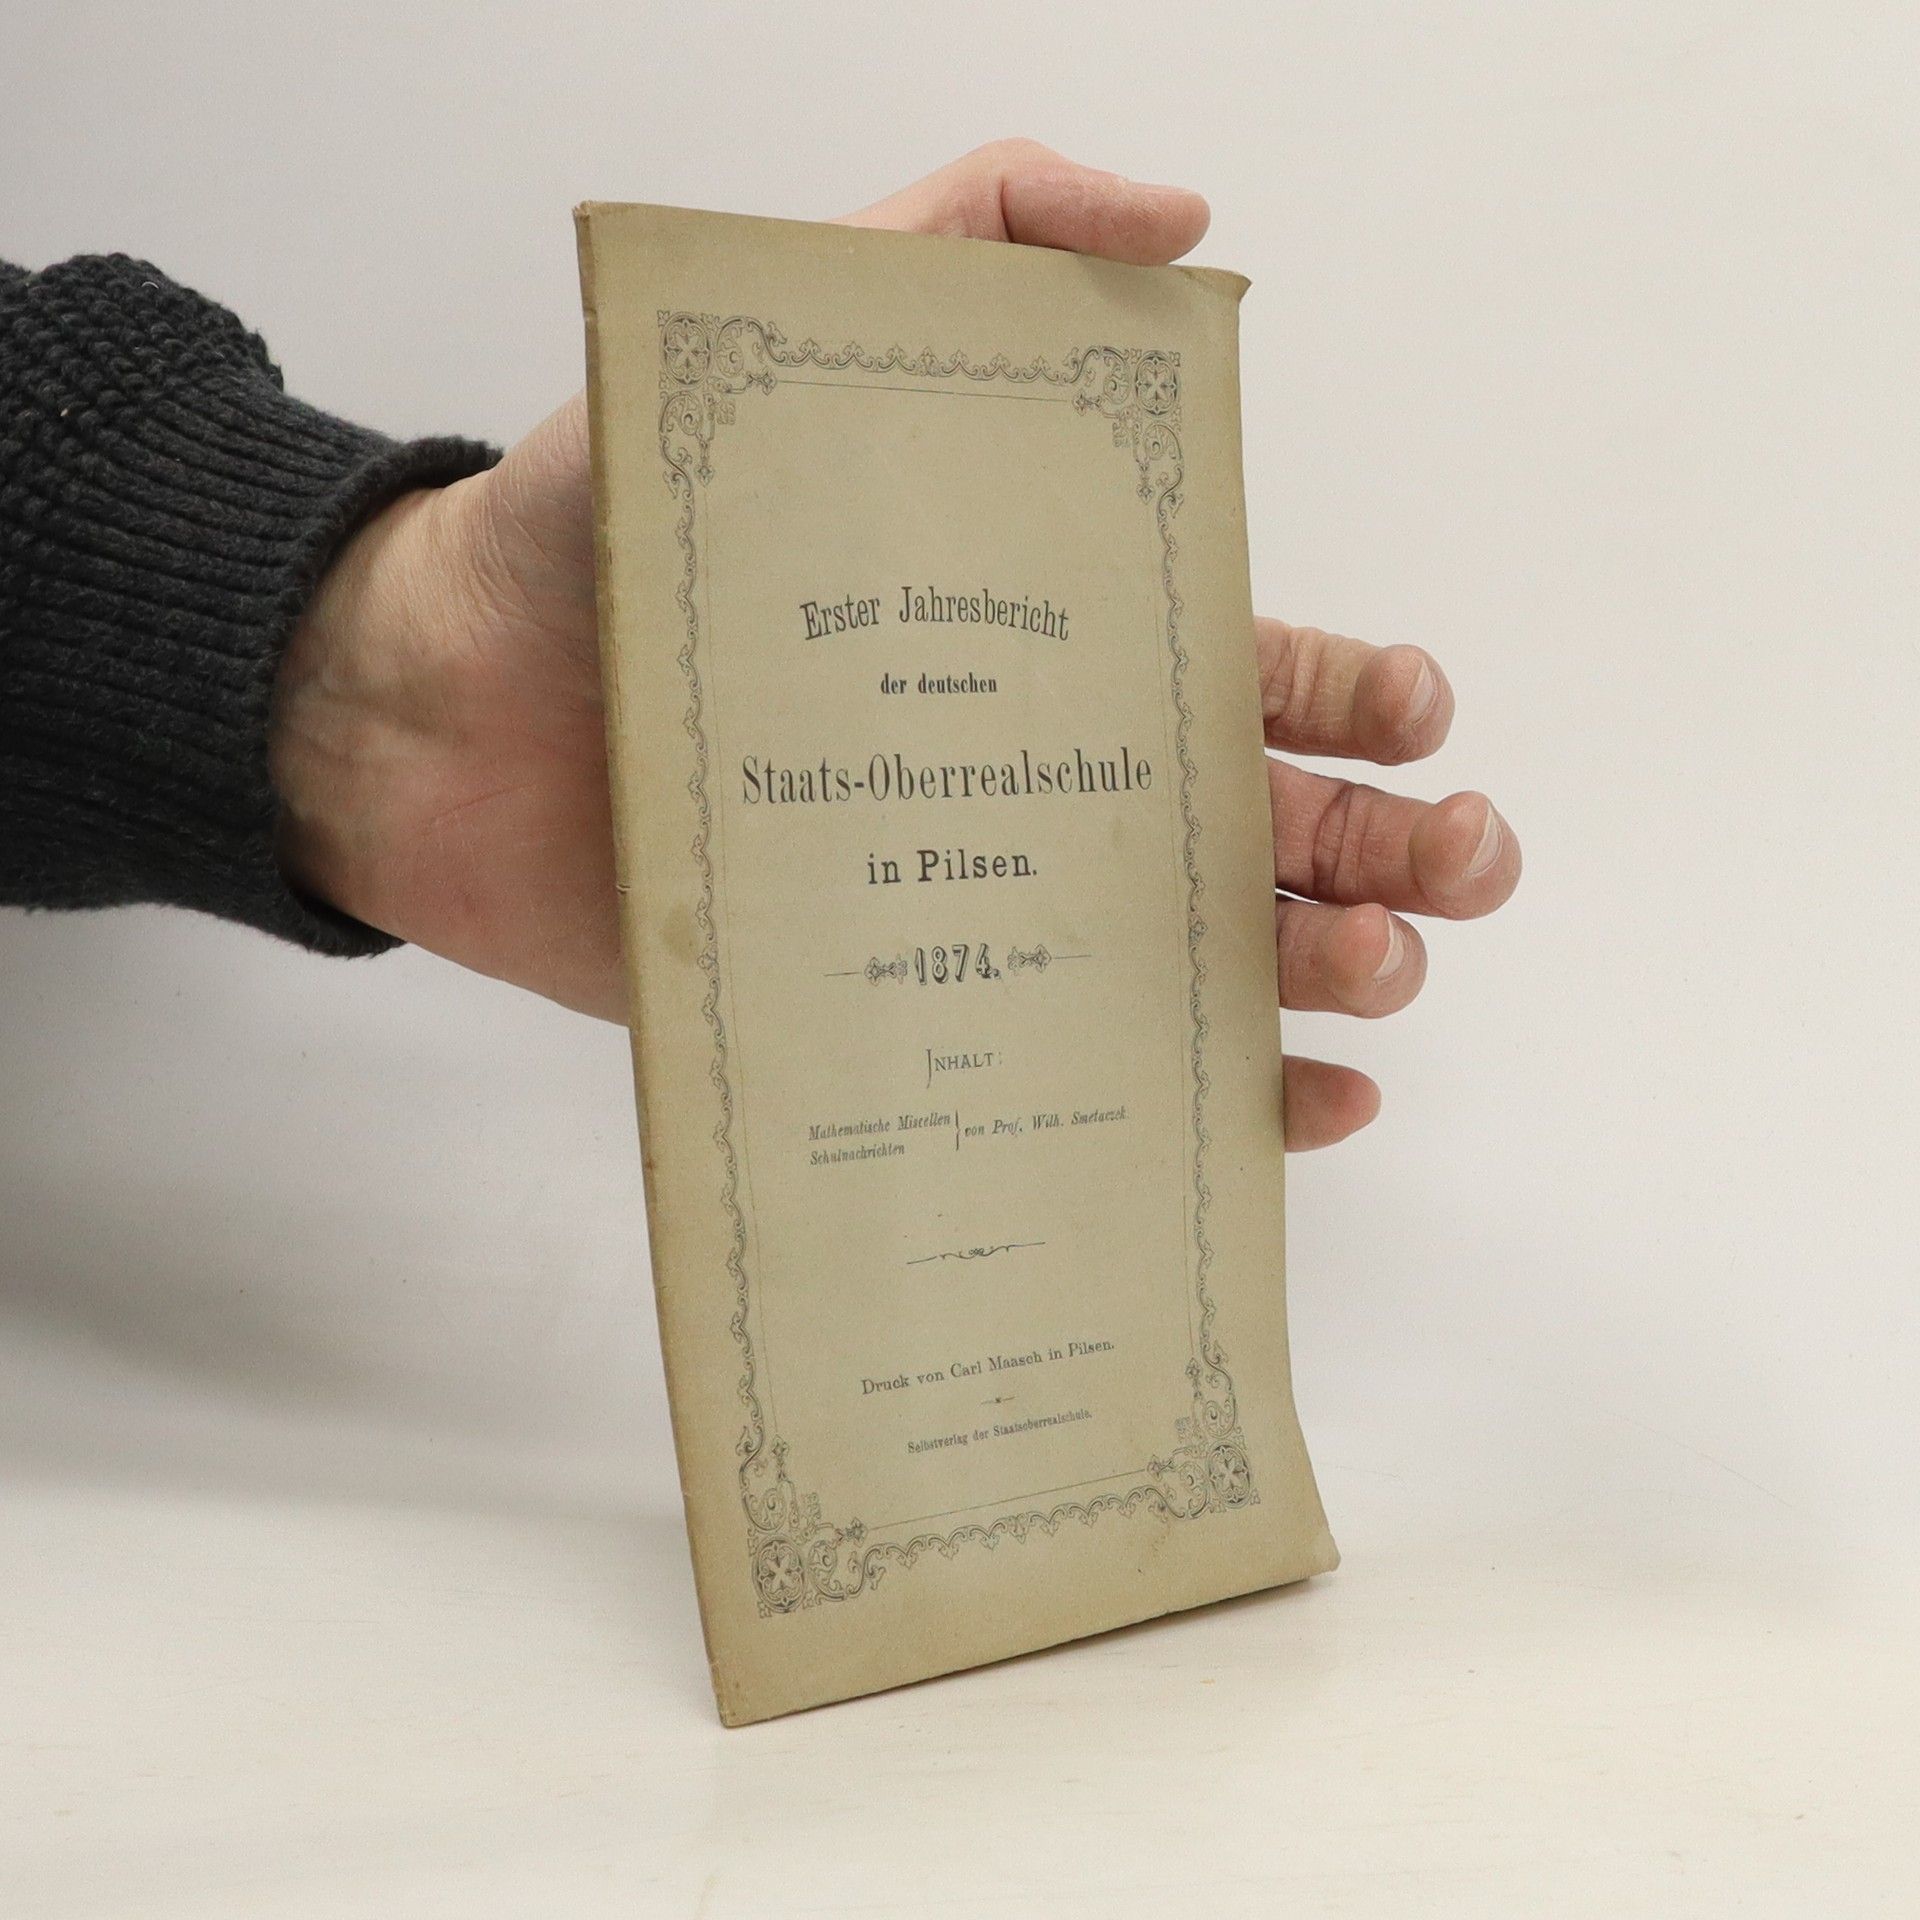 Erster Jahresbericht
der deutschen
Staats-Oberrealschule
in Pilsen.
1874.
Inhalt:
Mathematische Miscellen } von Prof. Wilh. Smetaczek.
Schulnachrichten
Druck von Carl Maasch in Pilsen.
Selbstverlag der Staatsoberrealschule.